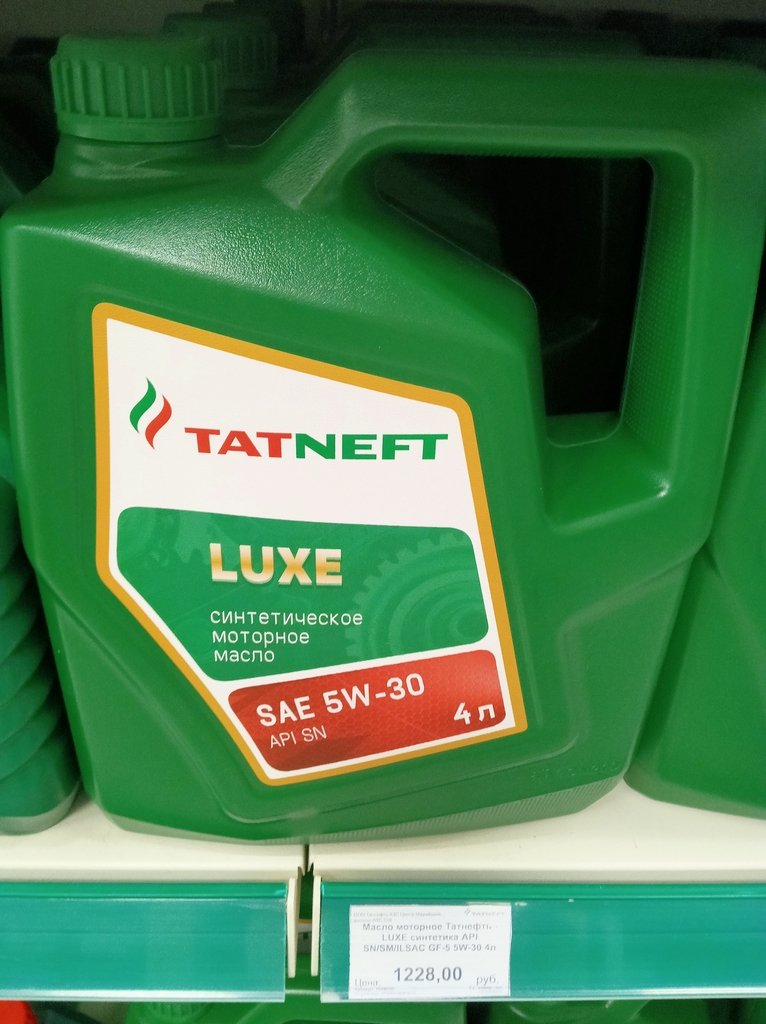 TATNEFT
LUXE
синтетическое
моторное
масло
SAE 5W-30
API SN
4 л
TATNEFT
Масло моторное Татнефть
LUXE синтетика API
SN/SM/ILSAC GF-5 5W-30 4л
Цена
1228,00
руб.